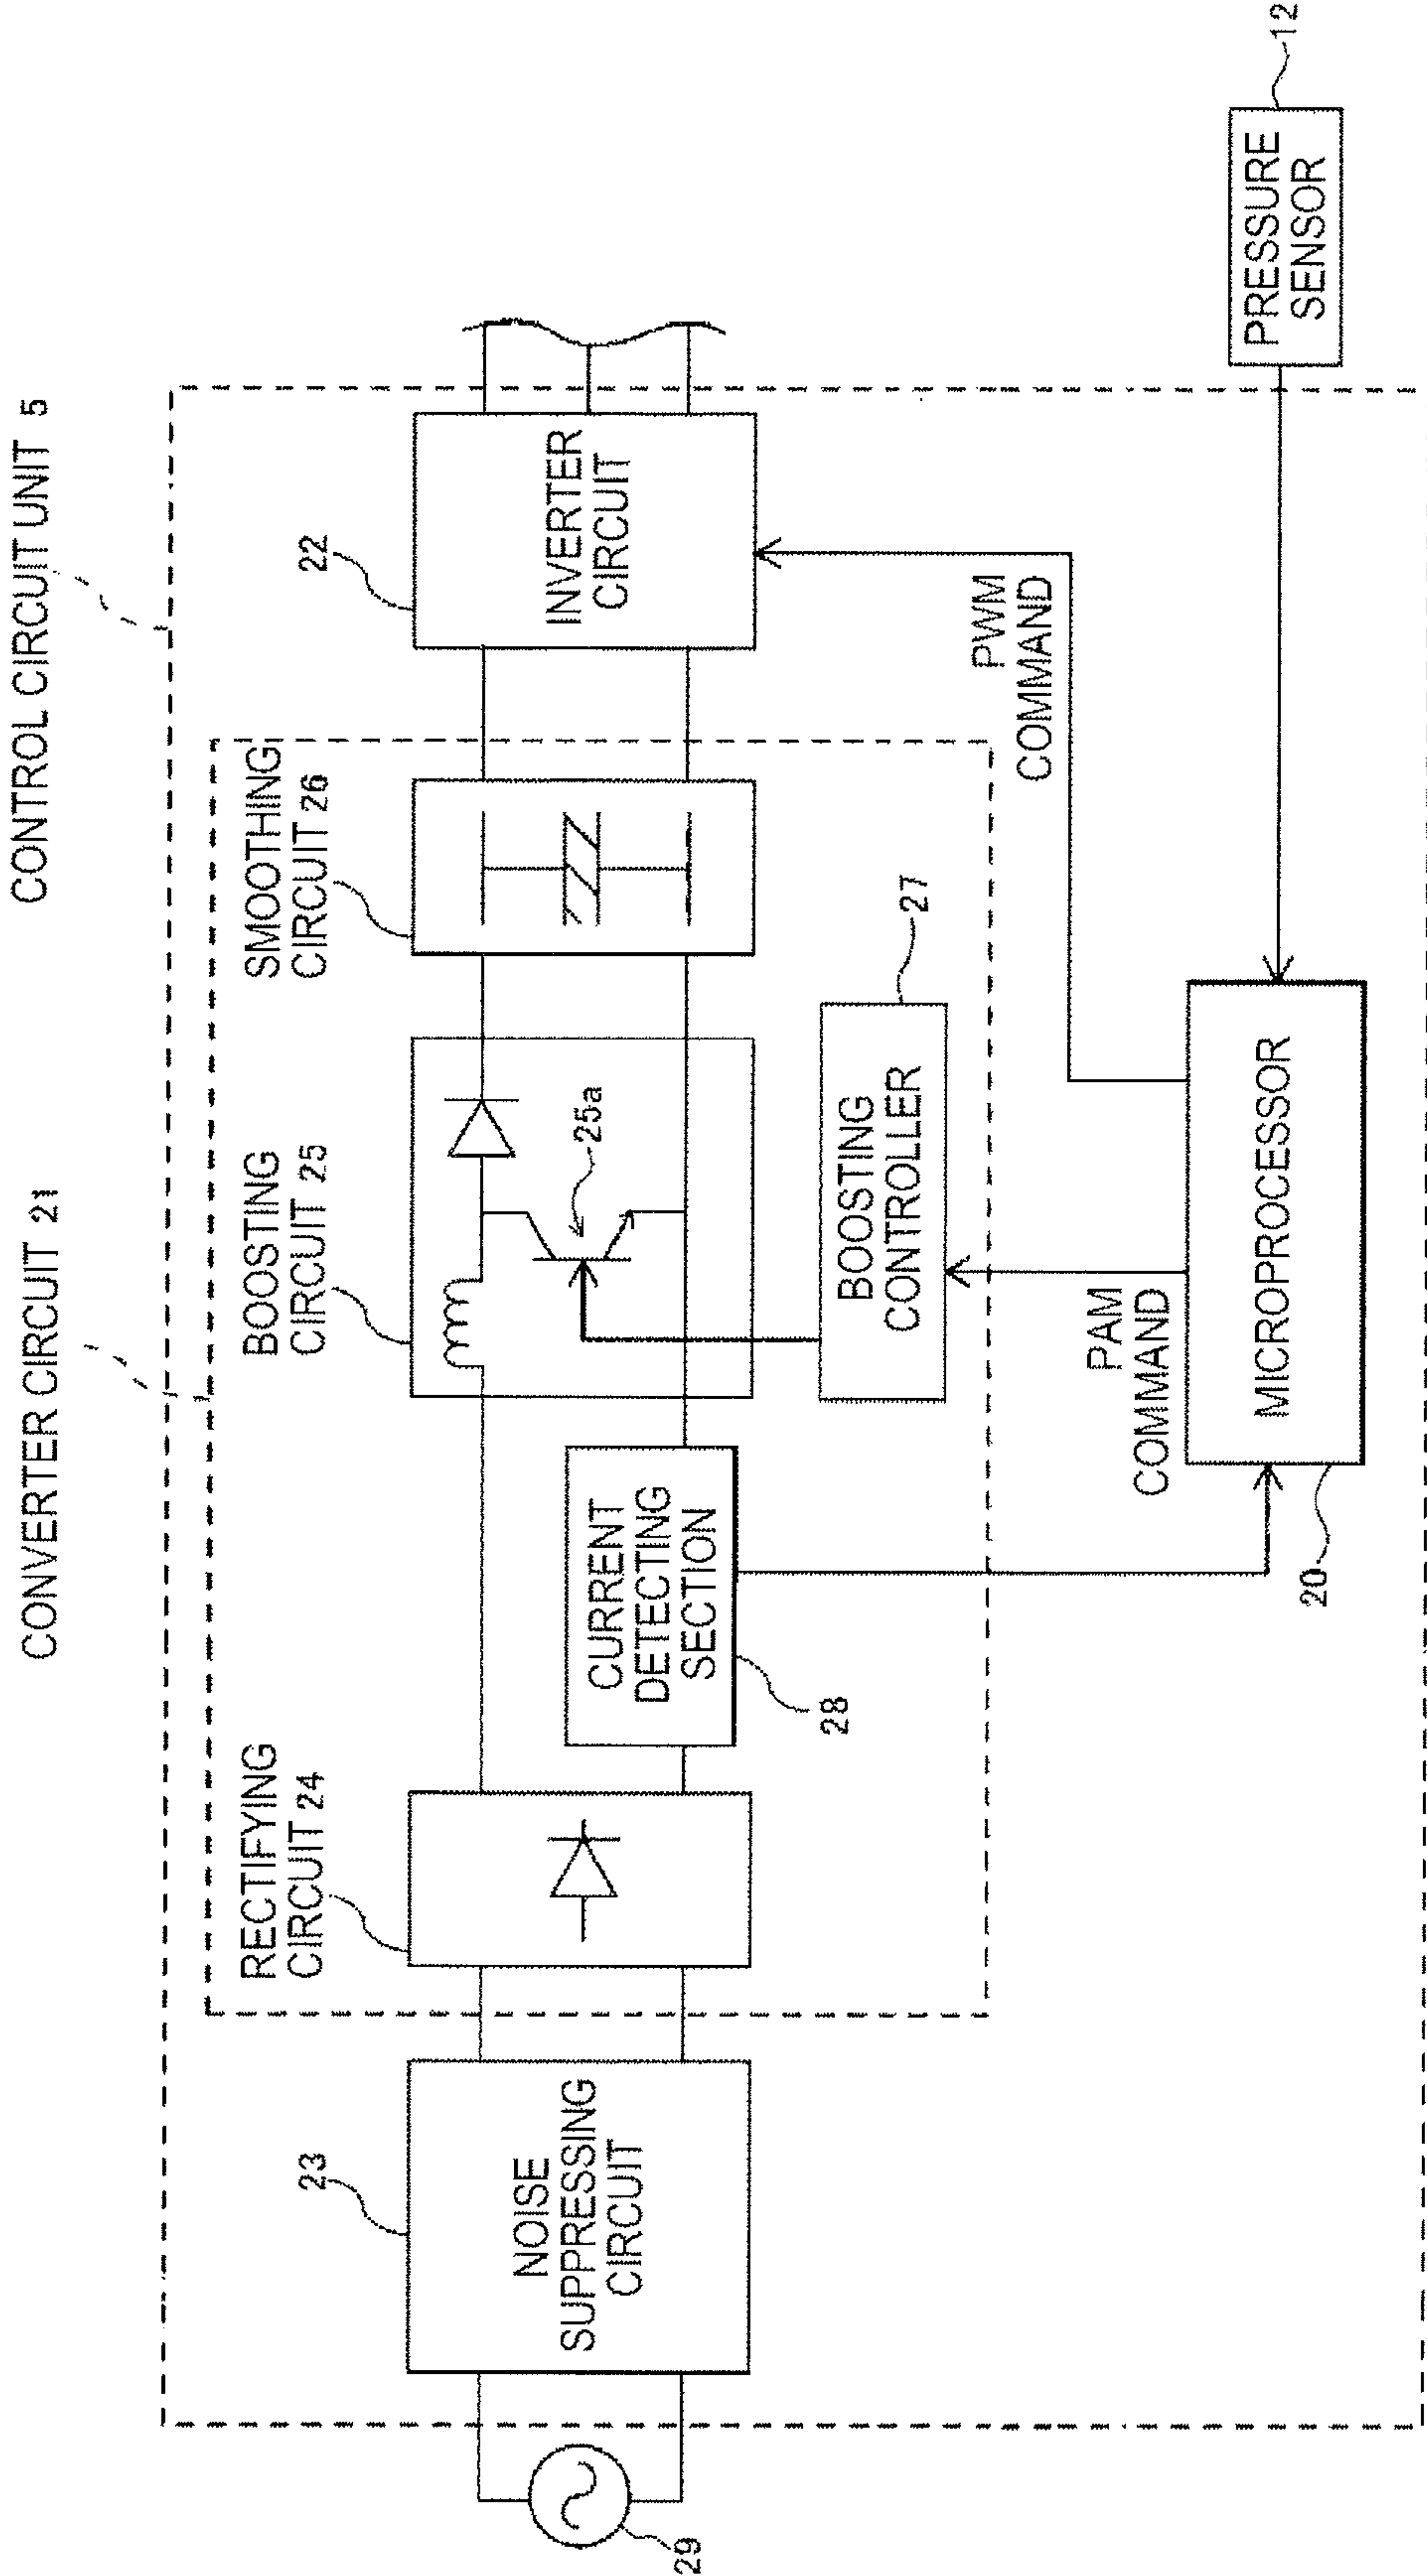 CONTROL CIRCUIT UNIT 5
CONVERTER CIRCUIT 21
RECTIFYING
CIRCUIT 24
BOOSTING
CIRCUIT 25
SMOOTHING
CIRCUIT 26
23
22
NOISE
SUPPRESSING
CIRCUIT
25a
INVERTER
CIRCUIT
CURRENT
DETECTING
SECTION
29
28
BOOSTING
CONTROLLER
27
PWM
COMMAND
PAM
COMMAND
MICROPROCESSOR
20
PRESSURE
SENSOR
12